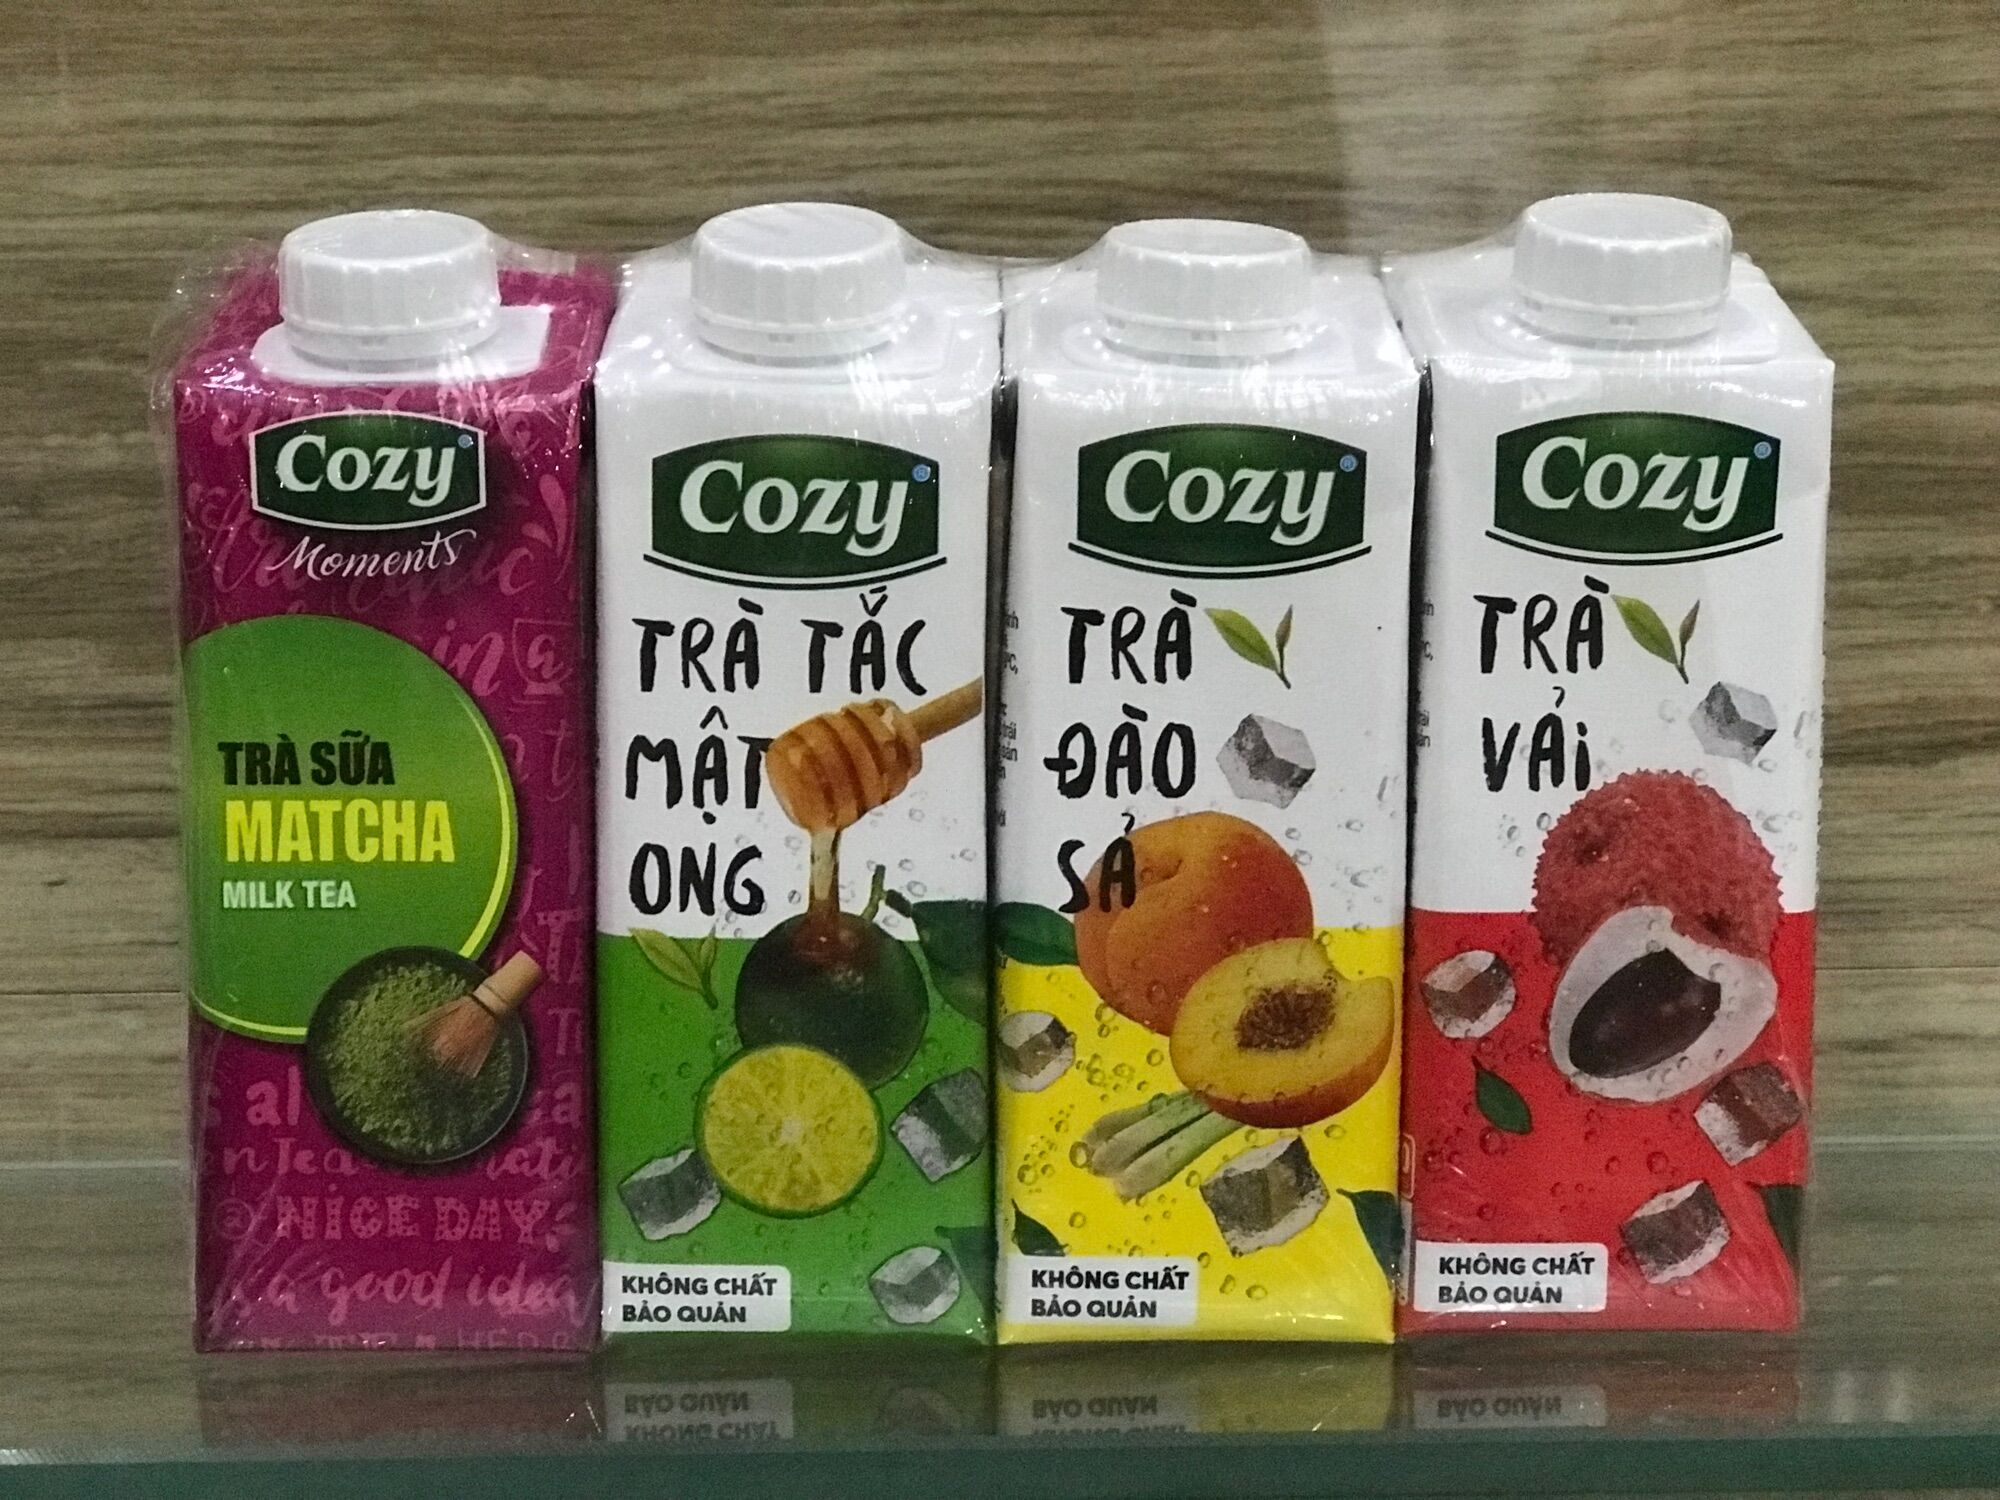 Cozy
Moments
TRÀ SỮA
MATCHA
MILK TEA
NICE DAY
a good idea
Cozy
TRÀ TẮC
MẬT
ONG
KHÔNG CHẤT
BẢO QUẢN
Cozy
TRÀ
ĐÀO
SẢ
KHÔNG CHẤT
BẢO QUẢN
Cozy
TRÀ
VẢI
KHÔNG CHẤT
BẢO QUẢN